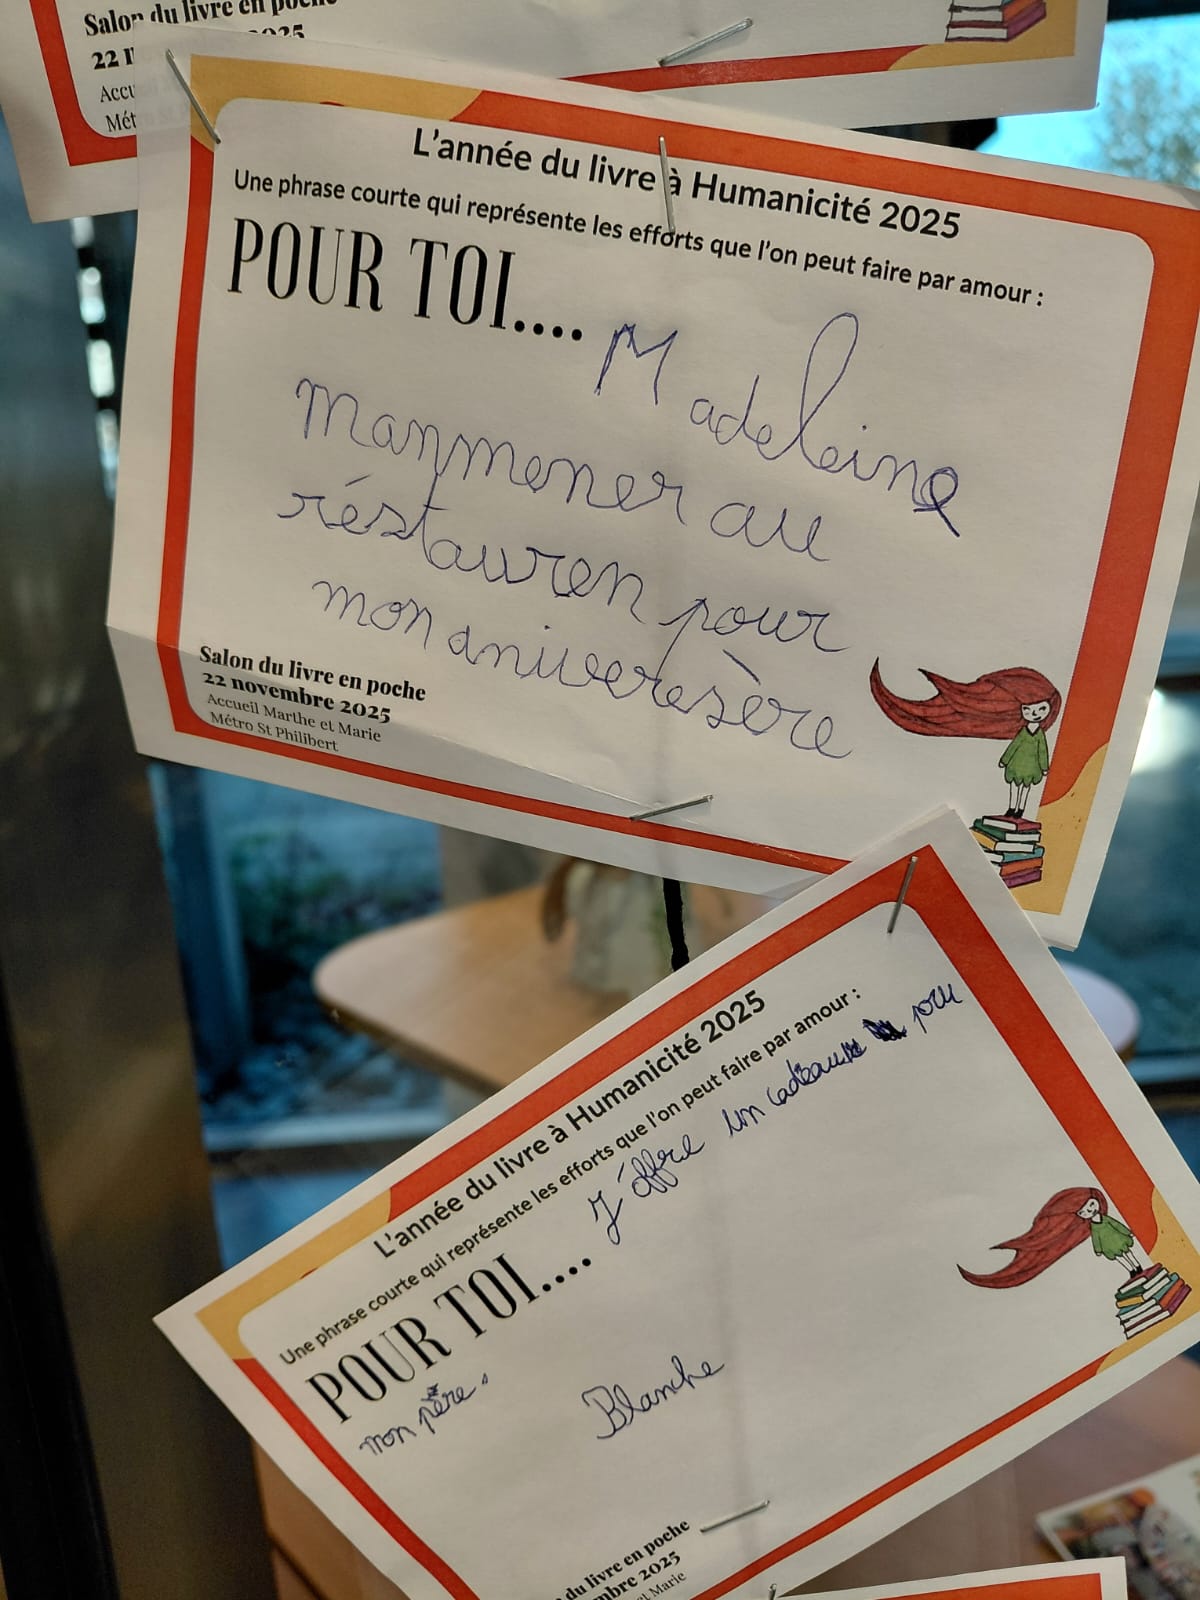 Salon du livre en poche
22
L'année du livre à Humanicité 2025
Une phrase courte qui représente les efforts que l'on peut faire par amour :
POUR TOI.... Madeleine
manmener au
réstauren pour
mon aniveresère
Salon du livre en poche
22 novembre 2025
Accueil Marthe et Marie
Métro St Philibert
L'année du livre à Humanicité 2025
Une phrase courte qui représente les efforts que l'on peut faire par amour :
POUR TOI.... J'offre un cadeau pour
mon père.
Blanche
du livre en poche
2025
et Marie